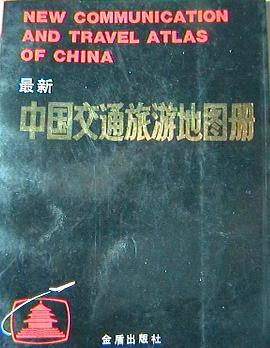 NEW COMMUNICATION
AND TRAVEL ATLAS
OF CHINA
最新
中国交通旅游地图册
金盾出版社